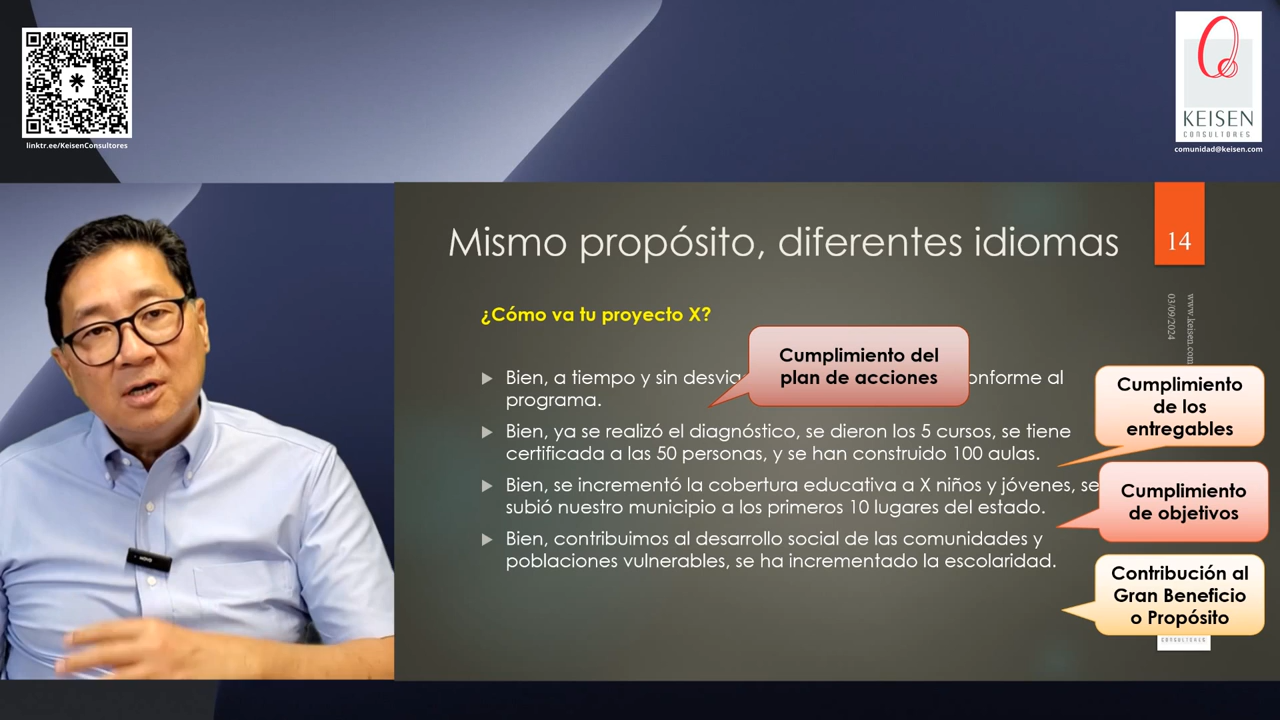 linktr.ee/KeisenConsultores
KEISEN
CONSULTORES
comunidad@keisen.com
Mismo propósito, diferentes idiomas
14
03/09/2024
www.keisen.com
¿Cómo va tu proyecto X?
Bien, a tiempo y sin desvia
onforme al
programa.
Cumplimiento del
plan de acciones
Bien, ya se realizó el diagnóstico, se dieron los 5 cursos, se tiene
certificada a las 50 personas, y se han construido 100 aulas.
Cumplimiento
de los
entregables
Bien, se incrementó la cobertura educativa a X niños y jóvenes, se
subió nuestro municipio a los primeros 10 lugares del estado.
Cumplimiento
de objetivos
Bien, contribuimos al desarrollo social de las comunidades y
poblaciones vulnerables, se ha incrementado la escolaridad.
Contribución al
Gran Beneficio
o Propósito
CONSULTORES